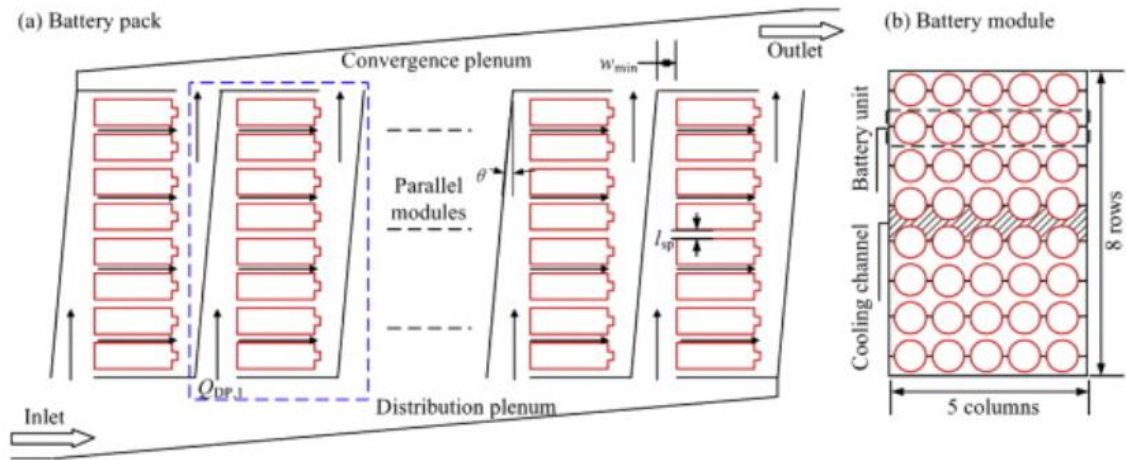 (a) Battery pack
Outlet
(b) Battery module
Convergence plenum
w_min
θ
Parallel
modules
l_sp
Q_DP,1
Inlet
Distribution plenum
Battery unit
Cooling channel
8 rows
5 columns